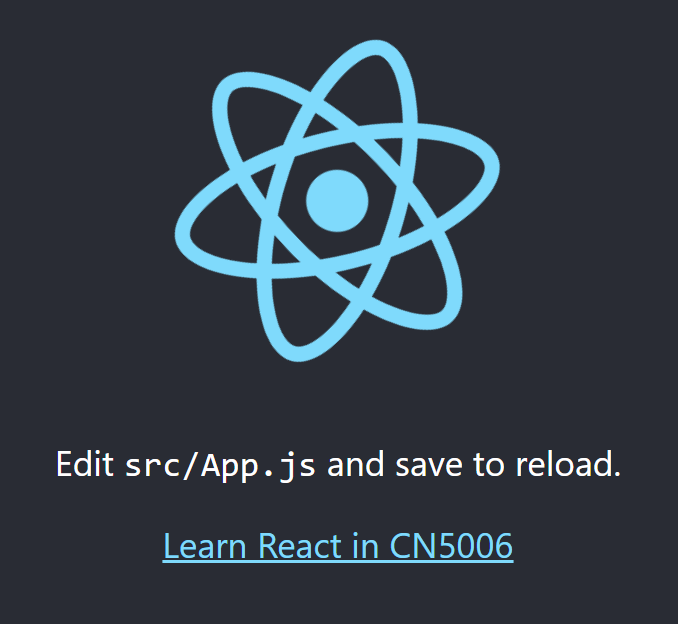 Edit src/App.js and save to reload.
Learn React in CN5006